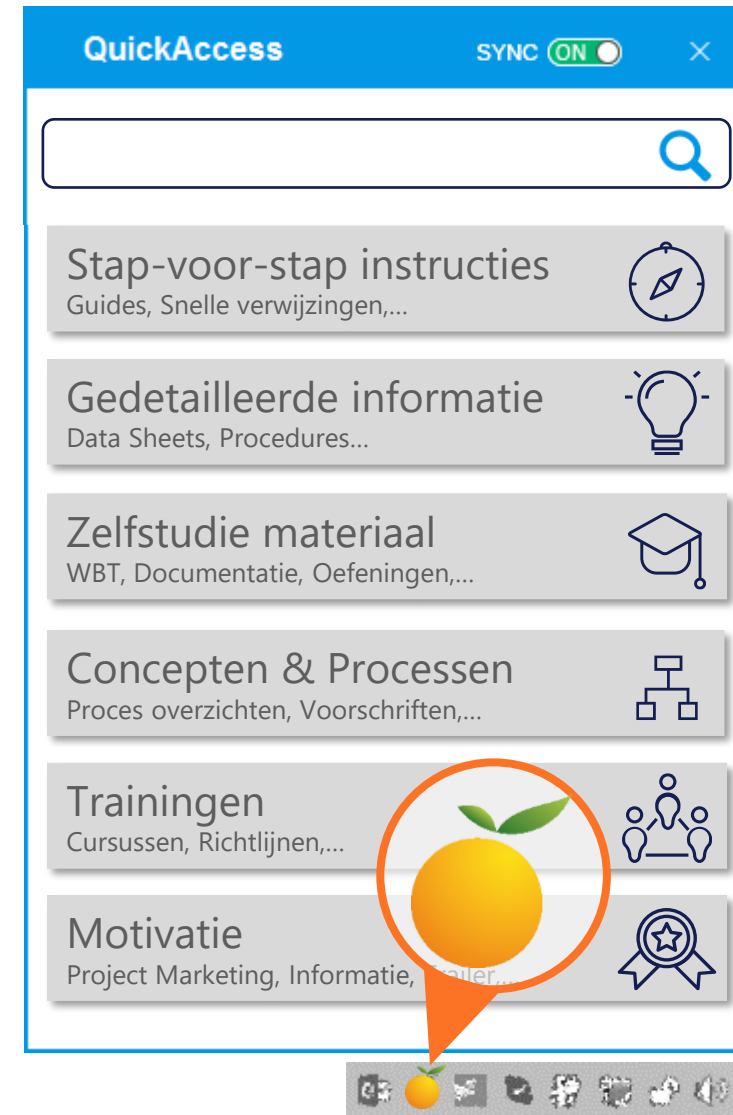 QuickAccess
SYNC ON
Stap-voor-stap instructies
Guides, Snelle verwijzingen,...
Gedetailleerde informatie
Data Sheets, Procedures...
Zelfstudie materiaal
WBT, Documentatie, Oefeningen,...
Concepten & Processen
Proces overzichten, Voorschriften,...
Trainingen
Cursussen, Richtlijnen,...
Motivatie
Project Marketing, Informatie, Trailer,...